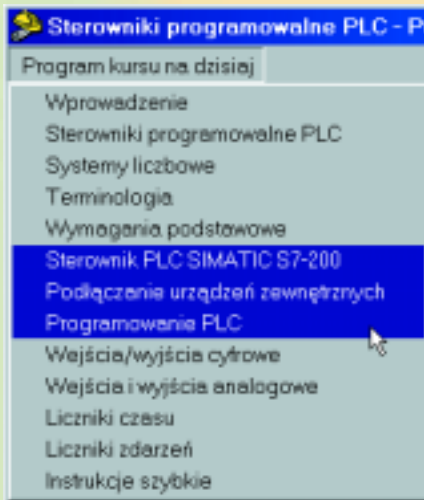 Sterowniki programowalne PLC - P
Program kursu na dzisiaj
Wprowadzenie
Sterowniki programowalne PLC
Systemy liczbowe
Terminologia
Wymagania podstawowe
Sterownik PLC SIMATIC S7-200
Podłączanie urządzeń zewnętrznych
Programowanie PLC
Wejścia/wyjścia cyfrowe
Wejścia i wyjścia analogowe
Liczniki czasu
Liczniki zdarzeń
Instrukcje szybkie